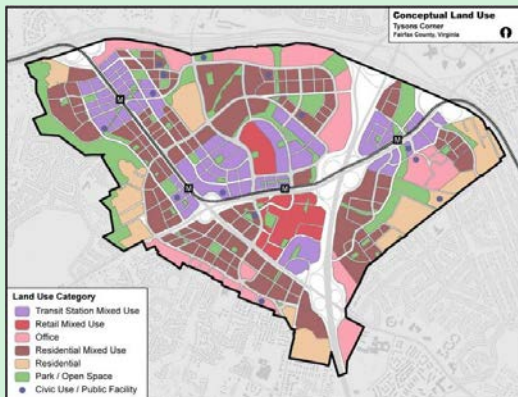 Conceptual Land Use
Tysons Corner
Fairfax County, Virginia
M
M
M
M
Land Use Category
Transit Station Mixed Use
Retail Mixed Use
Office
Residential Mixed Use
Residential
Park / Open Space
Civic Use / Public Facility